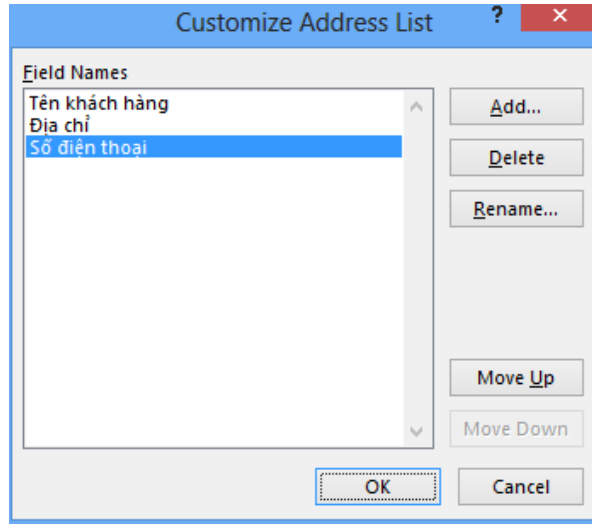 Customize Address List ? ×
Field Names
Tên khách hàng
Địa chỉ
Số điện thoại
Add...
Delete
Rename...
Move Up
Move Down
OK
Cancel